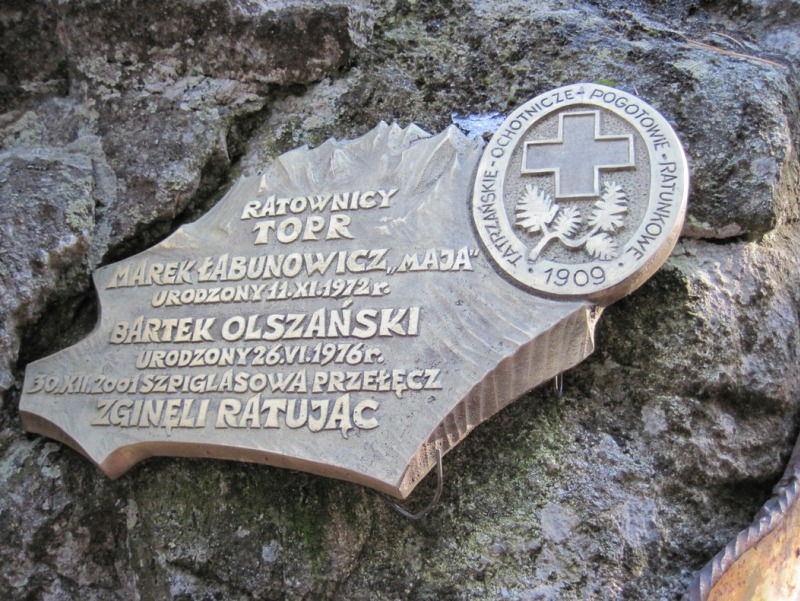 RATOWNICY
TOPR
MAREK ŁABUNOWICZ „MAJA"
URODZONY 11.XI.1972 r.
BARTEK OLSZAŃSKI
URODZONY 26.VI.1976 r.
30.XII.2001 SZPIGLASOWA PRZEŁĘCZ
ZGINĘLI RATUJĄC
TATRZAŃSKIE-OCHOTNICZE-POGOTOWIE-RATUNKOWE
1909